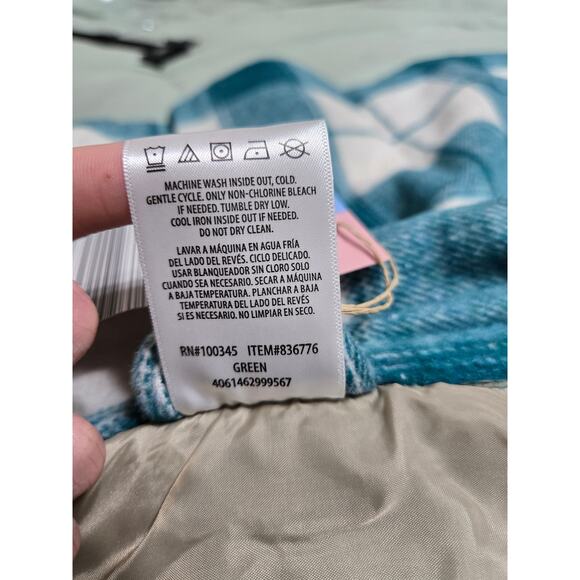 MACHINE WASH INSIDE OUT, COLD.
GENTLE CYCLE. ONLY NON-CHLORINE BLEACH
IF NEEDED. TUMBLE DRY LOW.
COOL IRON INSIDE OUT IF NEEDED. DO
NOT DRY CLEAN.
LAVAR A MÁQUINA EN AGUA FRÍA
DEL LADO DEL REVÉS. CICLO DELICADO.
USAR BLANQUEADOR SIN CLORO SOLO
CUANDO SEA NECESARIO. SECAR A MÁQUINA
A BAJA TEMPERATURA. PLANCHAR A BAJA
TEMPERATURA DEL LADO DEL REVÉS
SI ES NECESARIO. NO LIMPIAR EN SECO.
RN#100345 ITEM#836776
GREEN
4061462999567